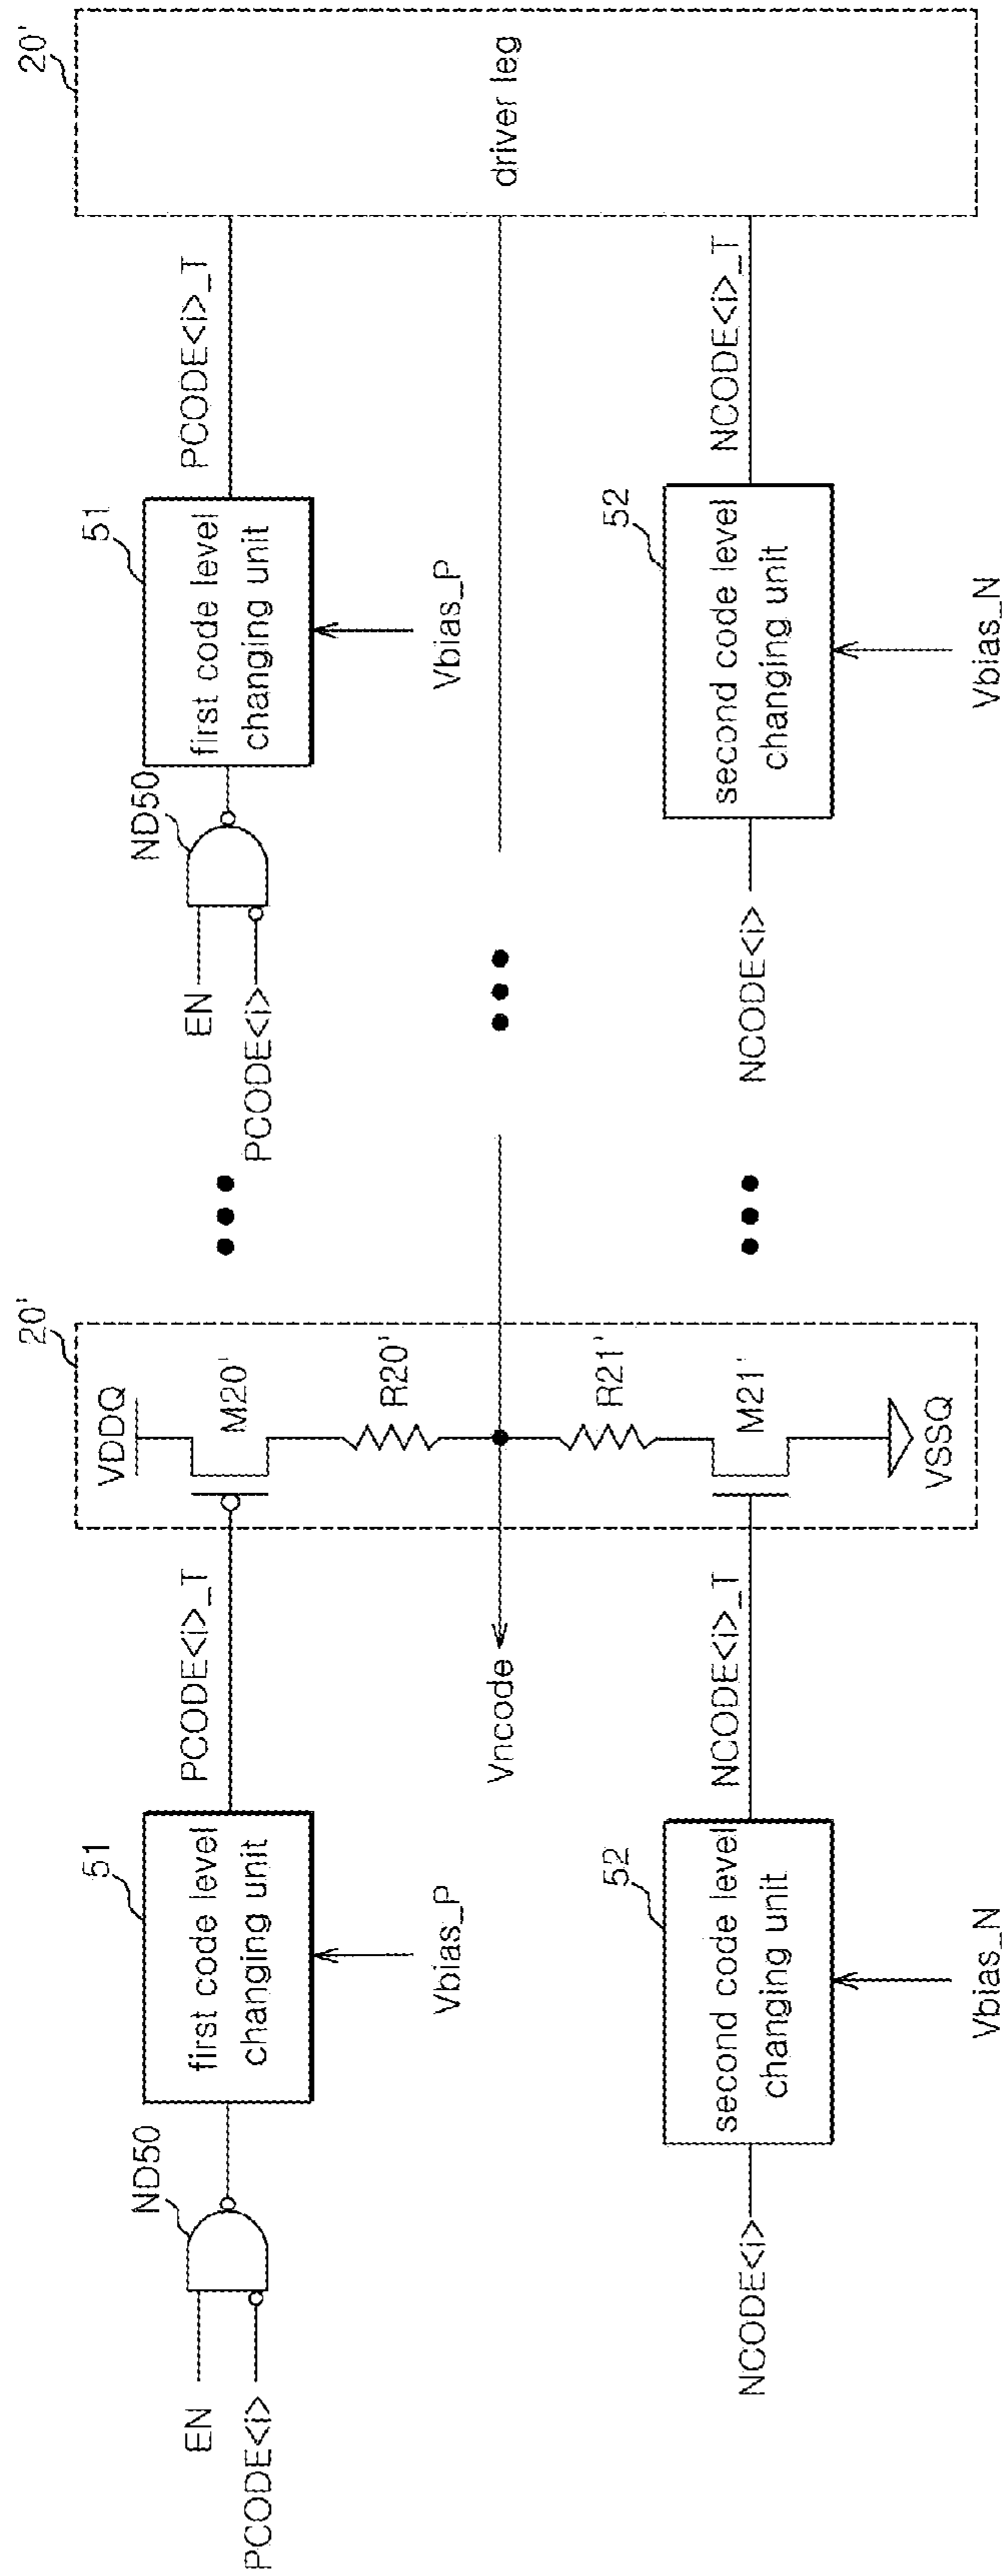 EN
PCODE<i>
ND50
51
first code level
changing unit
Vbias_P
PCODE<i>_T
NCODE<i>
52
second code level
changing unit
Vbias_N
NCODE<i>_T
Vncode
20'
VDDQ
M20'
R20'
R21'
M21'
VSSQ
EN
PCODE<i>
ND50
51
first code level
changing unit
Vbias_P
PCODE<i>_T
NCODE<i>
52
second code level
changing unit
Vbias_N
NCODE<i>_T
20'
driver leg